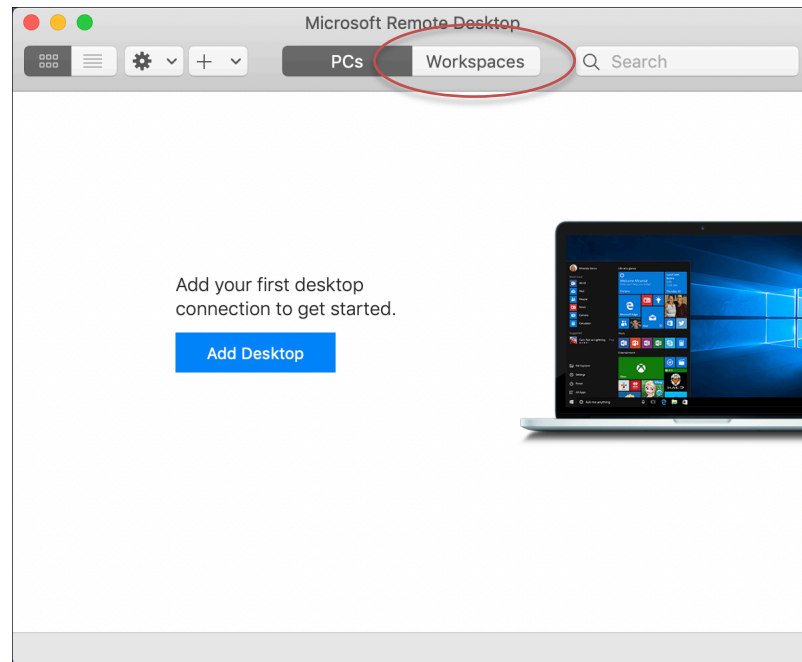 Microsoft Remote Desktop
PCs
Workspaces
Search
Add your first desktop
connection to get started.
Add Desktop